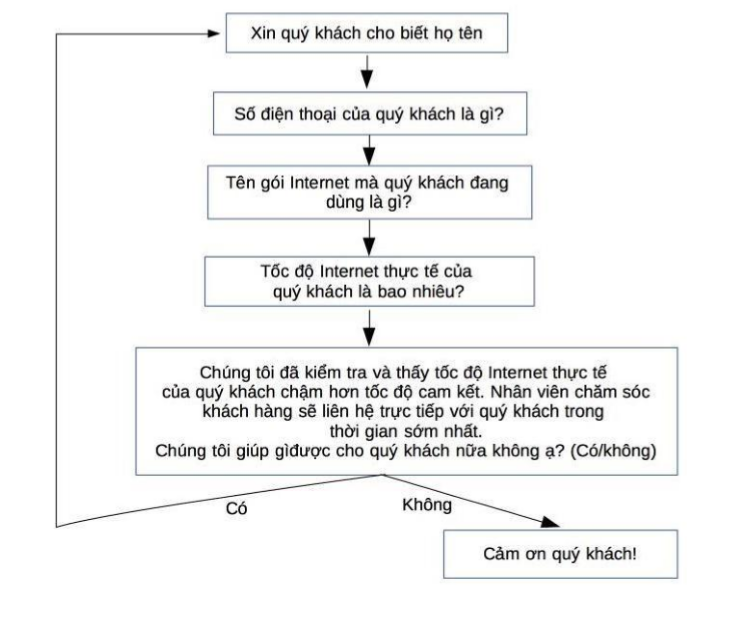 Xin quý khách cho biết họ tên
Số điện thoại của quý khách là gì?
Tên gói Internet mà quý khách đang
dùng là gì?
Tốc độ Internet thực tế của
quý khách là bao nhiêu?
Chúng tôi đã kiểm tra và thấy tốc độ Internet thực tế
của quý khách chậm hơn tốc độ cam kết. Nhân viên chăm sóc
khách hàng sẽ liên hệ trực tiếp với quý khách trong
thời gian sớm nhất.
Chúng tôi giúp gìđược cho quý khách nữa không ạ? (Có/không)
Có
Không
Cảm ơn quý khách!